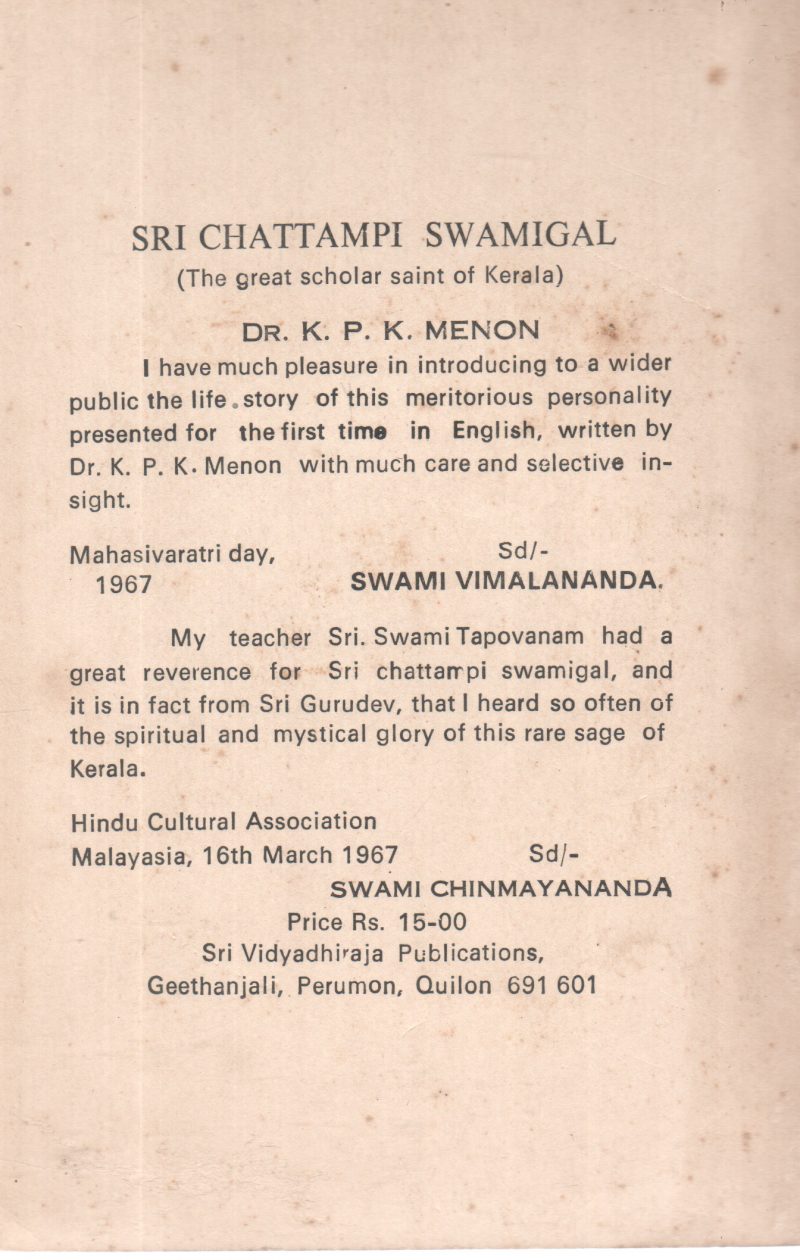 SRI CHATTAMPI SWAMIGAL
(The great scholar saint of Kerala)
DR. K. P. K. MENON
I have much pleasure in introducing to a wider
public the life story of this meritorious personality
presented for the first time in English, written by
Dr. K. P. K. Menon with much care and selective in-
sight.
Mahasivaratri day, Sd/-
1967 SWAMI VIMALANANDA.
My teacher Sri. Swami Tapovanam had a
great reverence for Sri chattampi swamigal, and
it is in fact from Sri Gurudev, that I heard so often of
the spiritual and mystical glory of this rare sage of
Kerala.
Hindu Cultural Association
Malayasia, 16th March 1967 Sd/-
SWAMI CHINMAYANANDA
Price Rs. 15-00
Sri Vidyadhiraja Publications,
Geethanjali, Perumon, Quilon 691 601